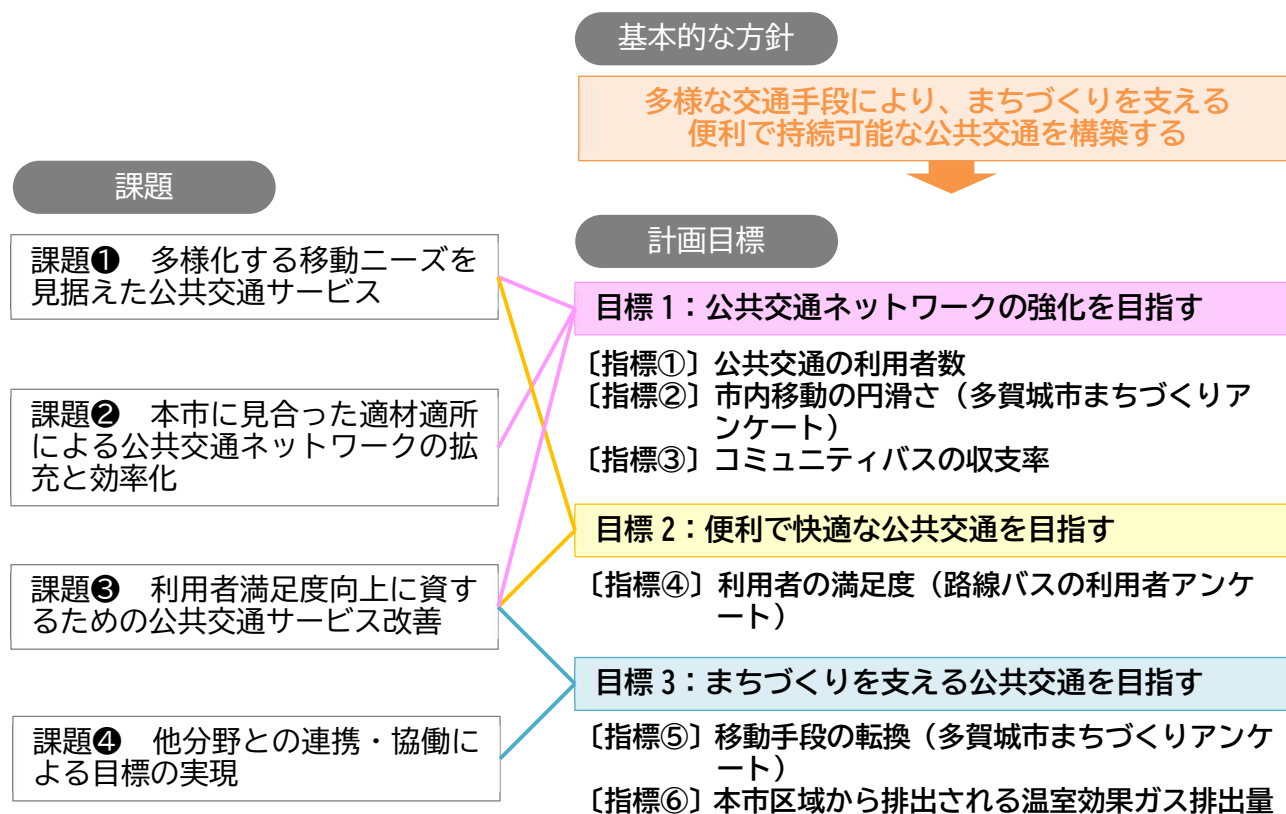 基本的な方針
多様な交通手段により、まちづくりを支える
便利で持続可能な公共交通を構築する
課題
課題❶　多様化する移動ニーズを
見据えた公共交通サービス
課題❷　本市に見合った適材適所
による公共交通ネットワークの拡
充と効率化
課題❸　利用者満足度向上に資す
るための公共交通サービス改善
課題❹　他分野との連携・協働に
よる目標の実現
計画目標
目標1：公共交通ネットワークの強化を目指す
〔指標①〕公共交通の利用者数
〔指標②〕市内移動の円滑さ（多賀城市まちづくりア
ンケート）
〔指標③〕コミュニティバスの収支率
目標2：便利で快適な公共交通を目指す
〔指標④〕利用者の満足度（路線バスの利用者アンケ
ート）
目標3：まちづくりを支える公共交通を目指す
〔指標⑤〕移動手段の転換（多賀城市まちづくりアンケ
ート）
〔指標⑥〕本市区域から排出される温室効果ガス排出量